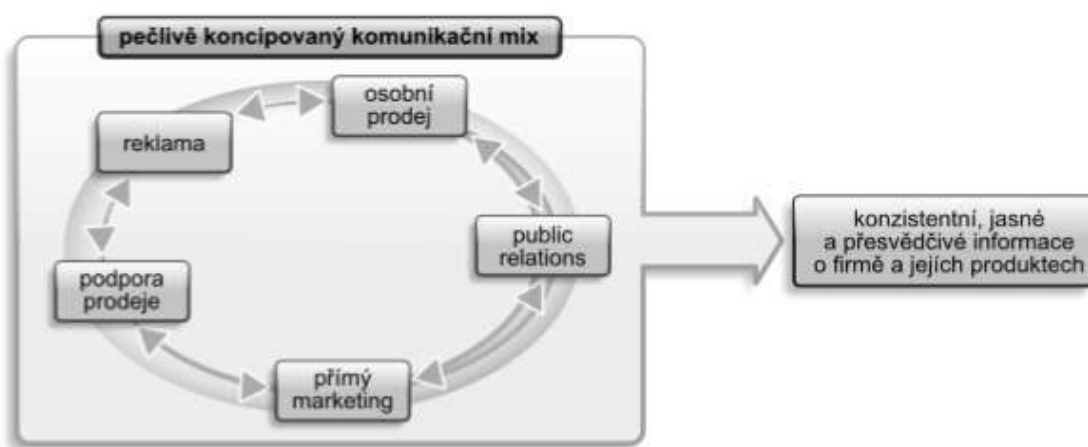 pečlivě koncipovaný komunikační mix
osobní
prodej
reklama
public
relations
podpora
prodeje
přímý
marketing
konzistentní, jasné
a přesvědčivé informace
o firmě a jejích produktech